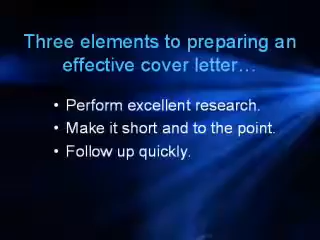 Three elements to preparing an
effective cover letter…
• Perform excellent research.
• Make it short and to the point.
• Follow up quickly.